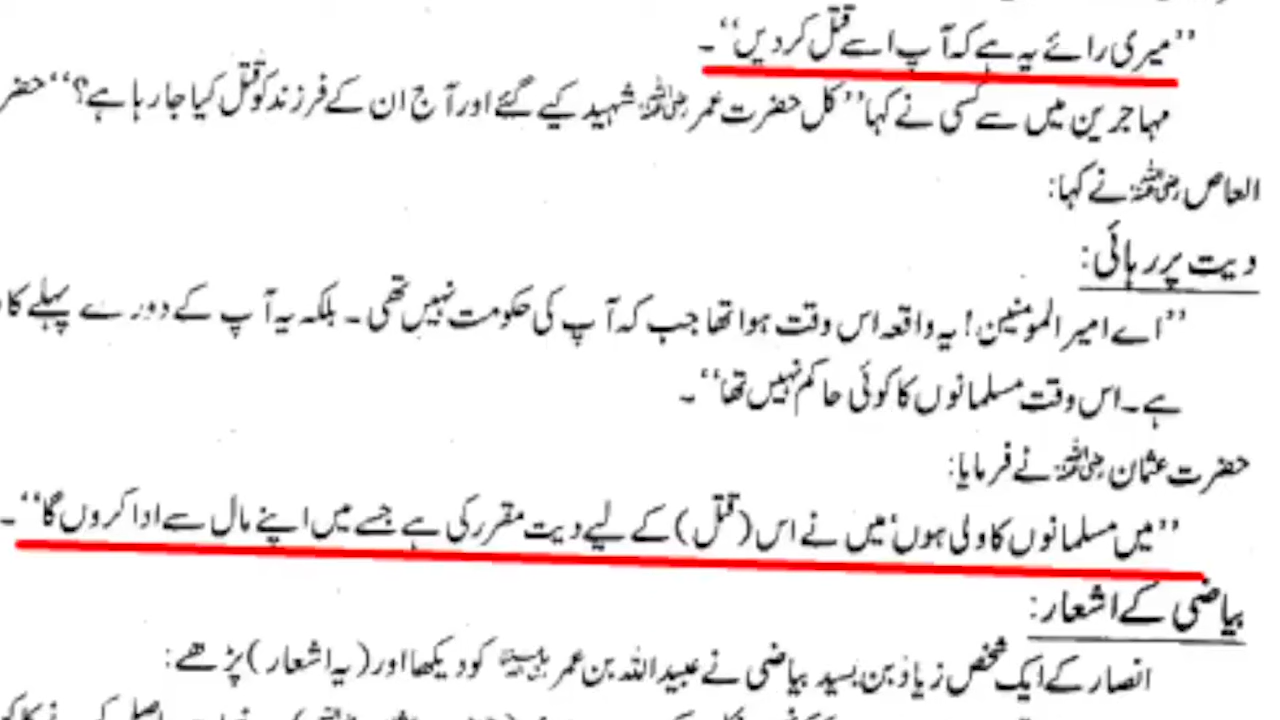 ”میری رائے یہ ہے کہ آپ اسے قتل کر دیں“۔
مہاجرین میں سے کسی نے کہا ”کل حضرت عمر رضی اللہ شہید کیے گئے اور آج ان کے فرزند کو قتل کیا جا رہا ہے؟“ حضر
العاص رضی اللہ نے کہا:
دیت پر رہائی:
”اے امیر المومنین! یہ واقعہ اس وقت ہوا تھا جب کہ آپ کی حکومت نہیں تھی۔ بلکہ یہ آپ کے دور سے پہلے کا
ہے۔ اس وقت مسلمانوں کا کوئی حاکم نہیں تھا“۔
حضرت عثمان رضی اللہ نے فرمایا:
”میں مسلمانوں کا ولی ہوں‘ میں نے اس (قتل) کے لیے دیت مقرر کی ہے جسے میں اپنے مال سے ادا کروں گا“۔
بیاضی کے اشعار:
انصار کے ایک شخص زیاد بن بسید بیاضی نے عبید اللہ بن عمر کو دیکھا اور (یہ اشعار) پڑھے: